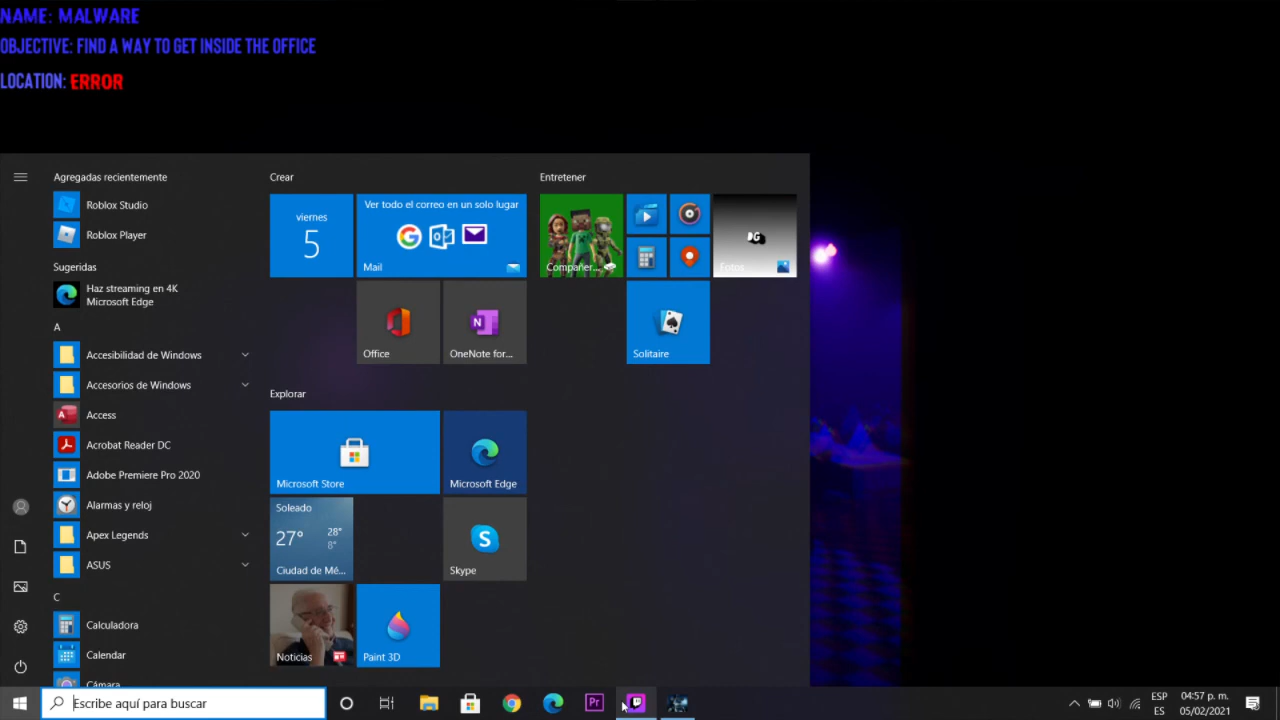 NAME: MALWARE
OBJECTIVE: FIND A WAY TO GET INSIDE THE OFFICE
LOCATION: ERROR
Agregadas recientemente
Roblox Studio
Roblox Player
Sugeridas
Haz streaming en 4K
Microsoft Edge
A
Accesibilidad de Windows
Accesorios de Windows
Access
Acrobat Reader DC
Adobe Premiere Pro 2020
Alarmas y reloj
Apex Legends
ASUS
C
Calculadora
Calendar
Cámara
Crear
viernes
5
Ver todo el correo en un solo lugar
Mail
Office
OneNote for...
Explorar
Microsoft Store
Microsoft Edge
Soleado
27°
28°
8°
Ciudad de Mé...
Skype
Noticias
Paint 3D
Entretener
Compañer...
Fotos
Solitaire
Escribe aquí para buscar
Pr
ESP
ES
04:57 p. m.
05/02/2021